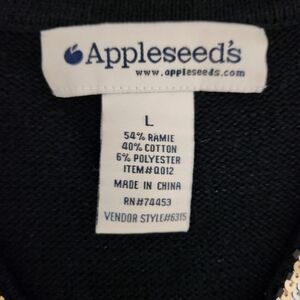 Appleseed's
www.appleseeds.com
L
54% RAMIE
40% COTTON
6% POLYESTER
ITEM#Q012
MADE IN CHINA
RN#74453
VENDOR STYLE#6315